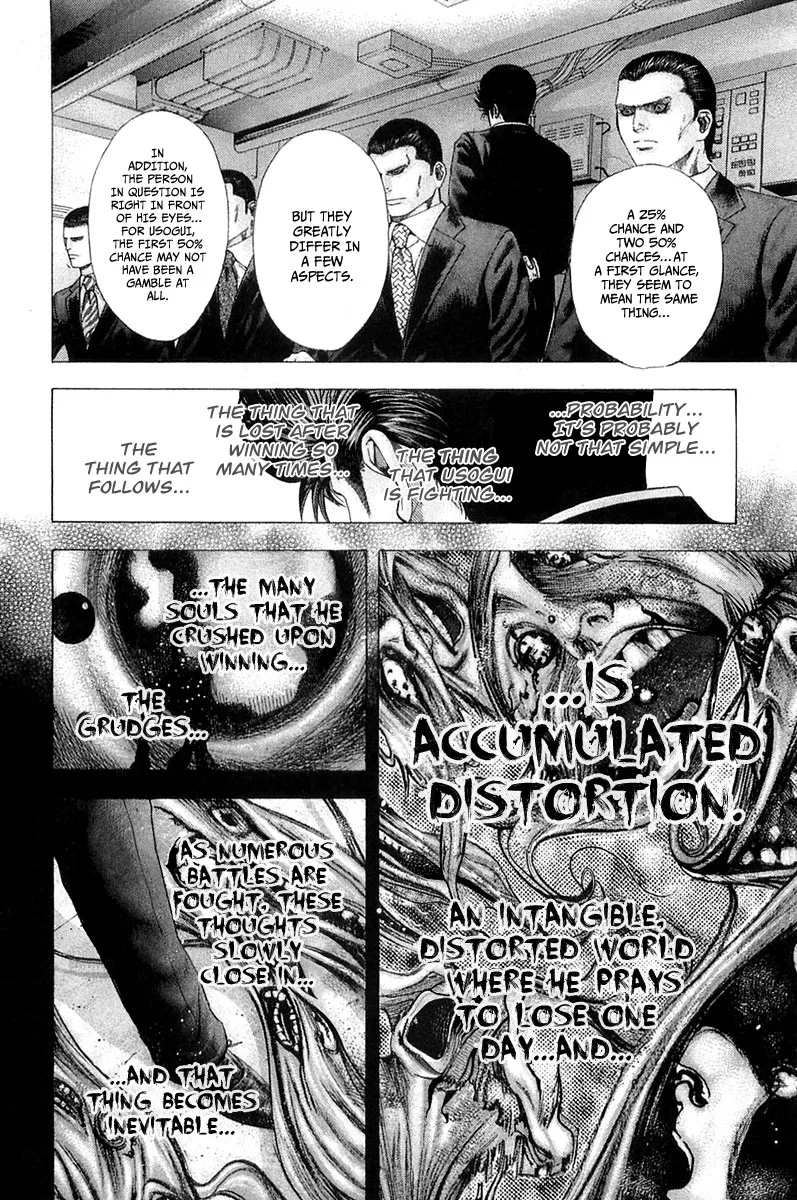 A 25%
CHANCE AND
TWO 50%
CHANCES...AT
A FIRST GLANCE,
THEY SEEM TO
MEAN THE SAME
THING...
BUT THEY
GREATLY
DIFFER IN
A FEW
ASPECTS.
IN
ADDITION,
THE PERSON
IN QUESTION IS
RIGHT IN FRONT
OF HIS EYES...
FOR USOGUI,
THE FIRST 50%
CHANCE MAY NOT
HAVE BEEN A
GAMBLE AT
ALL.
...PROBABILITY...
IT'S PROBABLY
NOT THAT SIMPLE...
THE THING
THAT USOGUI
IS FIGHTING...
THE THING THAT
IS LOST AFTER
WINNING SO
MANY TIMES...
THE
THING THAT
FOLLOWS...
...IS
ACCUMULATED
DISTORTION.
AN INTANGIBLE,
DISTORTED WORLD
WHERE HE PRAYS
TO LOSE ONE
DAY...AND...
...THE MANY
SOULS THAT HE
CRUSHED UPON
WINNING...
THE
GRUDGES...
AS NUMEROUS
BATTLES ARE
FOUGHT, THESE
THOUGHTS
SLOWLY
CLOSE IN...
...AND THAT
THING BECOMES
INEVITABLE...